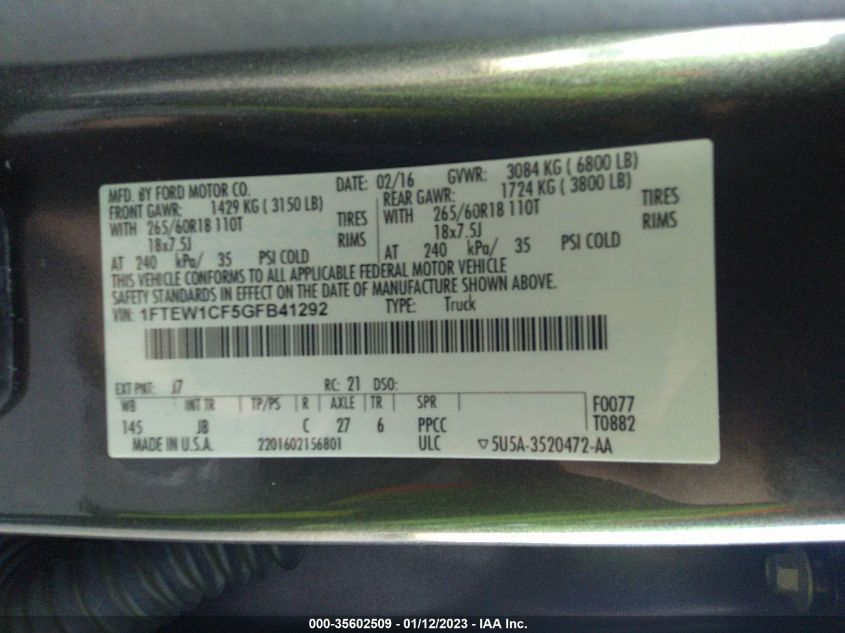 MFD. BY FORD MOTOR CO. DATE: 02/16 GVWR: 3084 KG ( 6800 LB)
FRONT GAWR: 1429 KG ( 3150 LB) REAR GAWR: 1724 KG ( 3800 LB)
WITH 265/60R18 110T TIRES WITH 265/60R18 110T TIRES
18x7.5J RIMS 18x7.5J RIMS
AT 240 kPa/ 35 PSI COLD AT 240 kPa/ 35 PSI COLD
THIS VEHICLE CONFORMS TO ALL APPLICABLE FEDERAL MOTOR VEHICLE
SAFETY STANDARDS IN EFFECT ON THE DATE OF MANUFACTURE SHOWN ABOVE.
VIN: 1FTEW1CF5GFB41292 TYPE: Truck
EXT PNT: J7 RC: 21 DSO:
WB INT TR TP/PS R AXLE TR SPR F0077
145 JB C 27 6 PPCC T0882
MADE IN U.S.A. 2201602156801 ULC ▽5U5A-3520472-AA
000-35602509 - 01/12/2023 - IAA Inc.